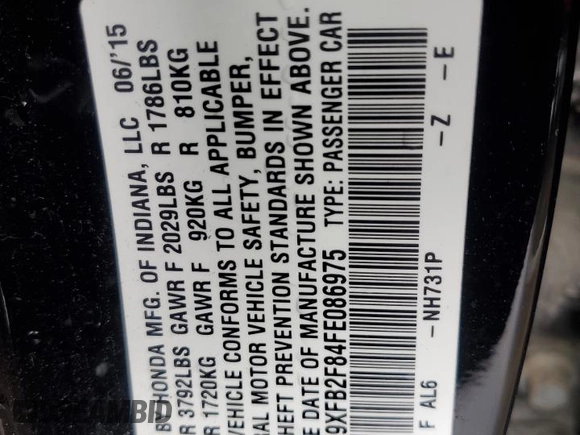 HONDA MFG. OF INDIANA, LLC 06/'15
R 3792LBS GAWR F 2029LBS R 1786LBS
R 1720KG GAWR F 920KG R 810KG
VEHICLE CONFORMS TO ALL APPLICABLE
RAL MOTOR VEHICLE SAFETY, BUMPER,
HEFT PREVENTION STANDARDS IN EFFECT
E DATE OF MANUFACTURE SHOWN ABOVE.
9XFB2F84FE086975 TYPE: PASSENGER CAR
F AL6 -NH731P -Z -E